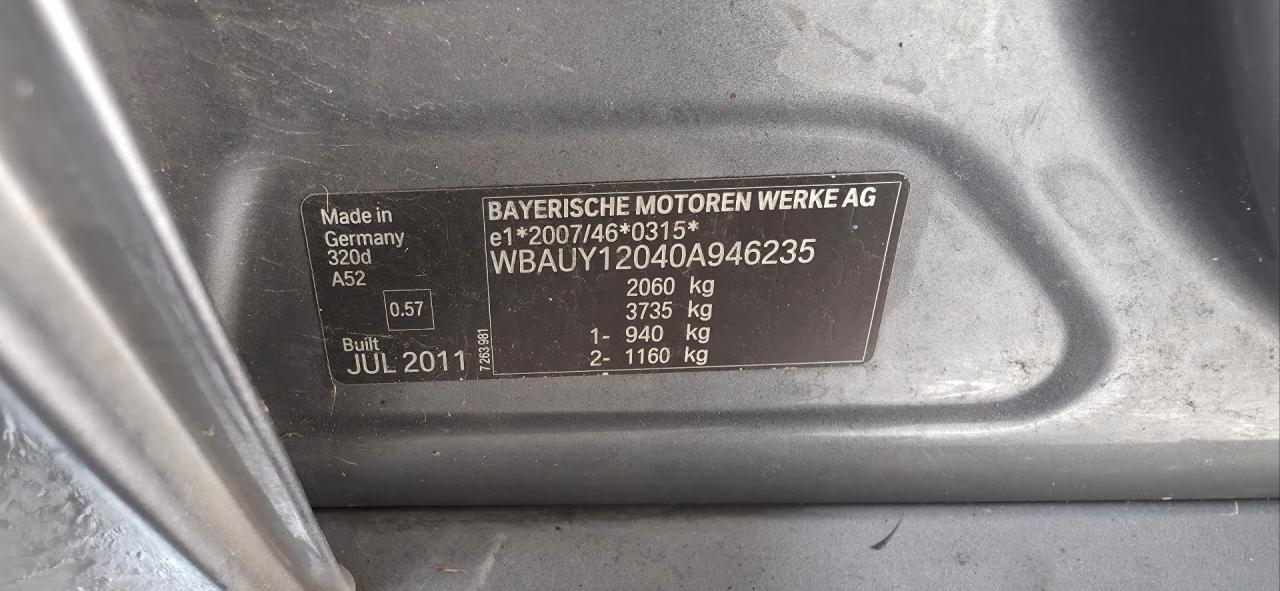 Made in
Germany
320d
A52
0.57
Built
JUL 2011
7 263 981
BAYERISCHE MOTOREN WERKE AG
e1*2007/46*0315*
WBAUY12040A946235
2060 kg
3735 kg
1- 940 kg
2- 1160 kg